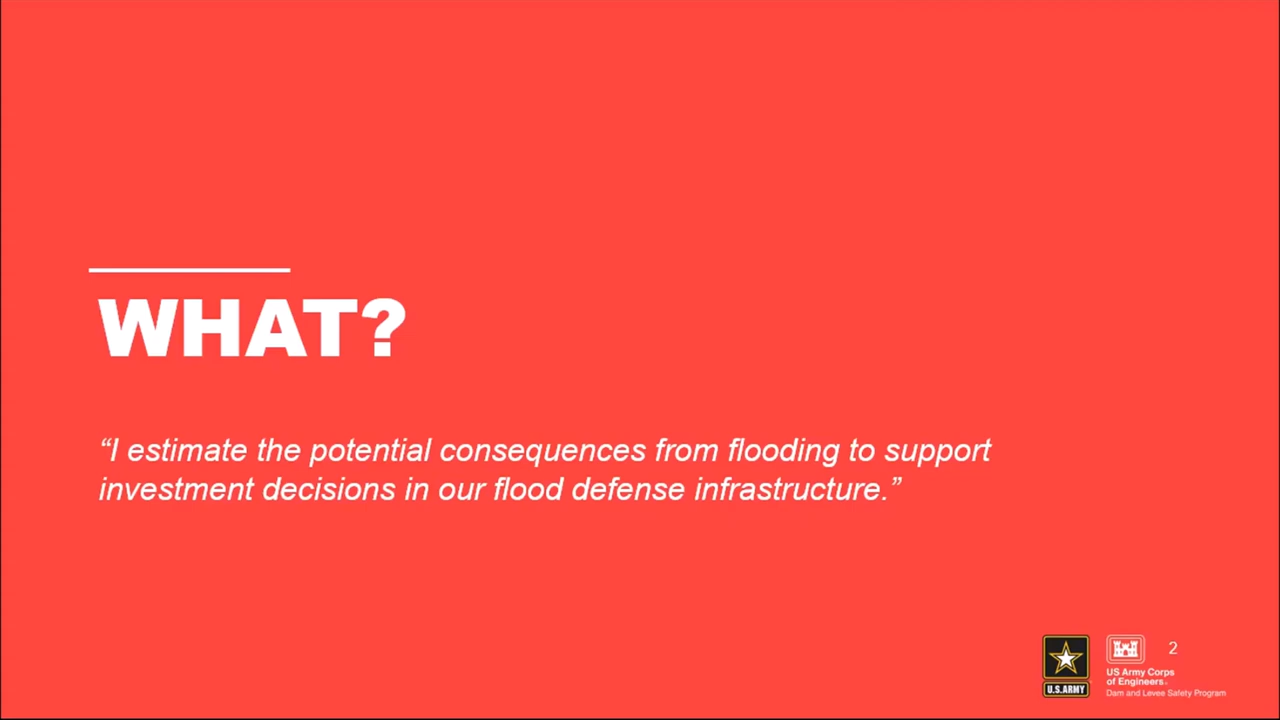 WHAT?
“I estimate the potential consequences from flooding to support
investment decisions in our flood defense infrastructure.”
2
U.S.ARMY
US Army Corps
of Engineers®
Dam and Levee Safety Program